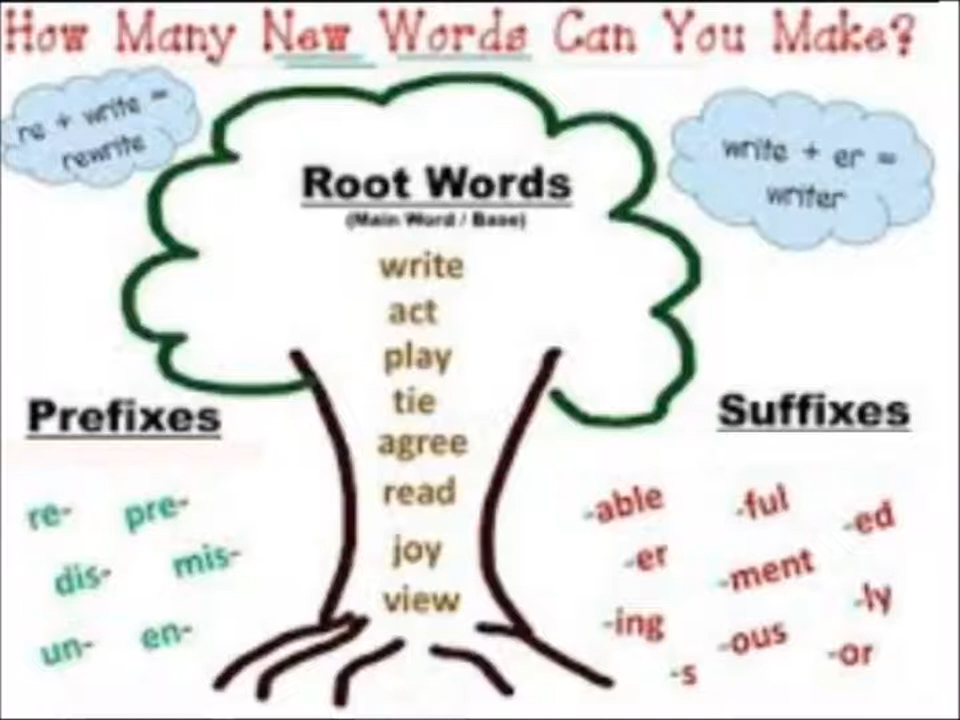 How Many New Words Can You Make?
re + write =
rewrite
write + er =
writer
Root Words
(Main Word / Base)
write
act
play
tie
agree
read
joy
view
Prefixes
re- pre-
dis- mis-
un- en-
Suffixes
-able -ful -ed
-er -ment -ly
-ing -ous -or
-s